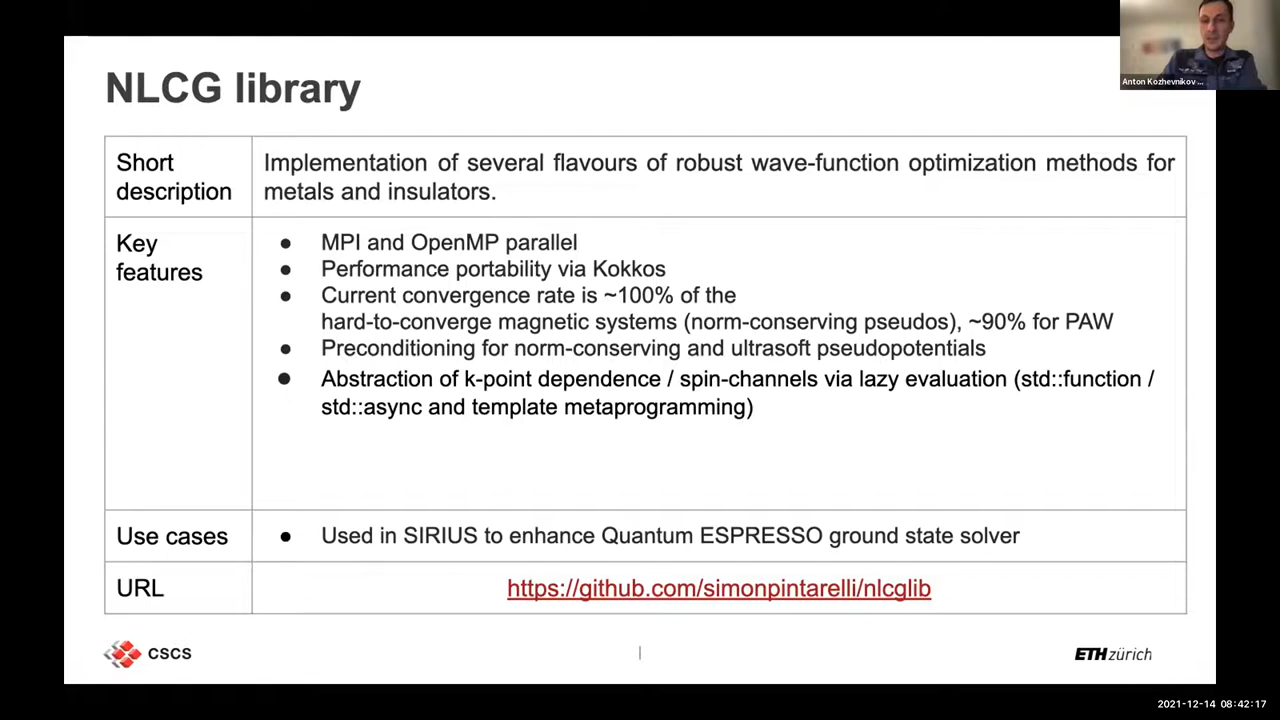 NLCG library
Anton Kozhevnikov ...
Short
description
Implementation of several flavours of robust wave-function optimization methods for
metals and insulators.
Key
features
● MPI and OpenMP parallel
● Performance portability via Kokkos
● Current convergence rate is ~100% of the
hard-to-converge magnetic systems (norm-conserving pseudos), ~90% for PAW
● Preconditioning for norm-conserving and ultrasoft pseudopotentials
● Abstraction of k-point dependence / spin-channels via lazy evaluation (std::function /
std::async and template metaprogramming)
Use cases
● Used in SIRIUS to enhance Quantum ESPRESSO ground state solver
URL
https://github.com/simonpintarelli/nlcglib
CSCS
|
ETH zürich
2021-12-14 08:42:17